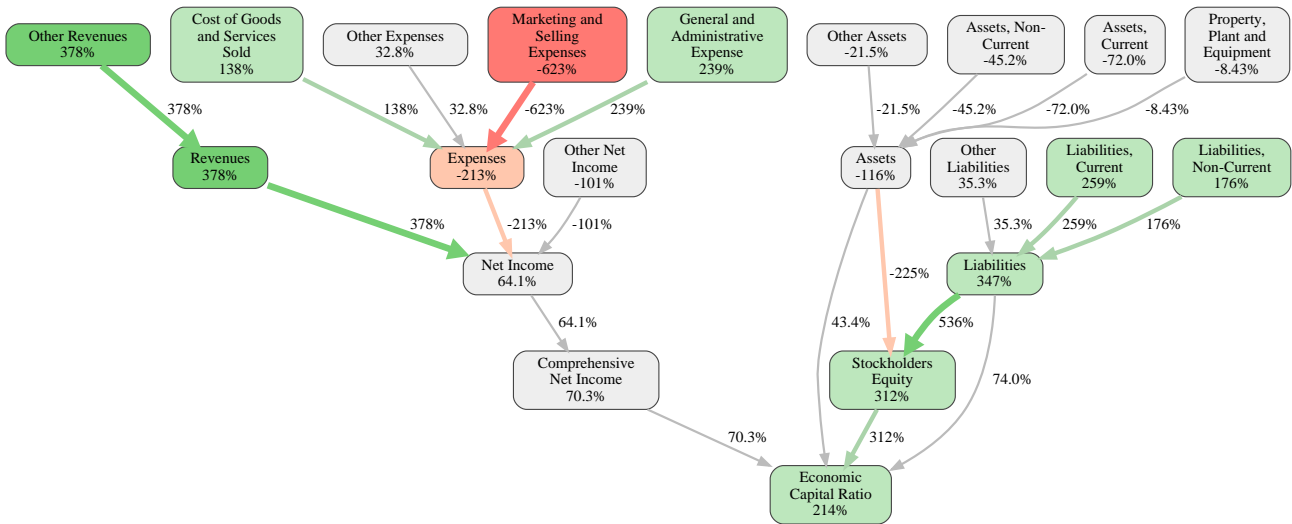 Other Revenues
378%
Cost of Goods
and Services
Sold
138%
Other Expenses
32.8%
Marketing and
Selling
Expenses
-623%
General and
Administrative
Expense
239%
Other Assets
-21.5%
Assets, Non-
Current
-45.2%
Assets,
Current
-72.0%
Property,
Plant and
Equipment
-8.43%
378%
138%
32.8%
-623%
239%
-21.5%
-45.2%
-72.0%
-8.43%
Revenues
378%
Expenses
-213%
Other Net
Income
-101%
Assets
-116%
Other
Liabilities
35.3%
Liabilities,
Current
259%
Liabilities,
Non-Current
176%
378%
-213%
-101%
35.3%
259%
176%
Net Income
64.1%
-225%
Liabilities
347%
64.1%
43.4%
536%
74.0%
Comprehensive
Net Income
70.3%
Stockholders
Equity
312%
70.3%
312%
Economic
Capital Ratio
214%